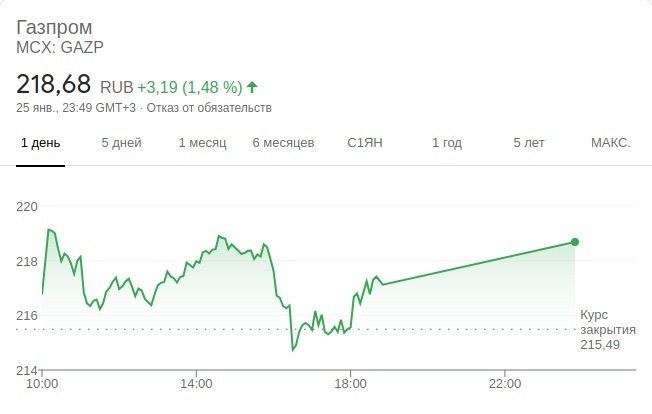 Газпром
MCX: GAZP
218,68 RUB +3,19 (1,48 %)
25 янв., 23:49 GMT+3 · Отказ от обязательств
1 день 5 дней 1 месяц 6 месяцев С1ЯН 1 год 5 лет МАКС.
220
218
216
214
Курс
закрытия
215,49
10:00 14:00 18:00 22:00